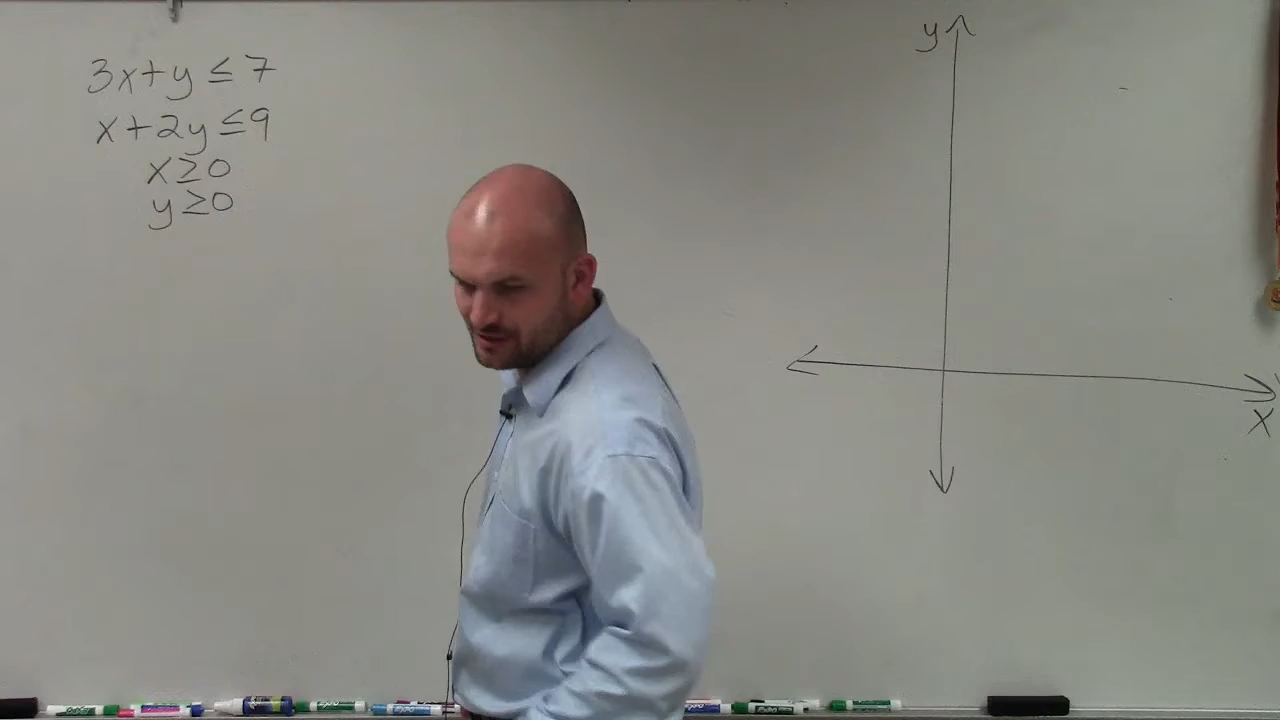 3x+y ≤ 7
x+2y ≤ 9
x ≥ 0
y ≥ 0
y
x